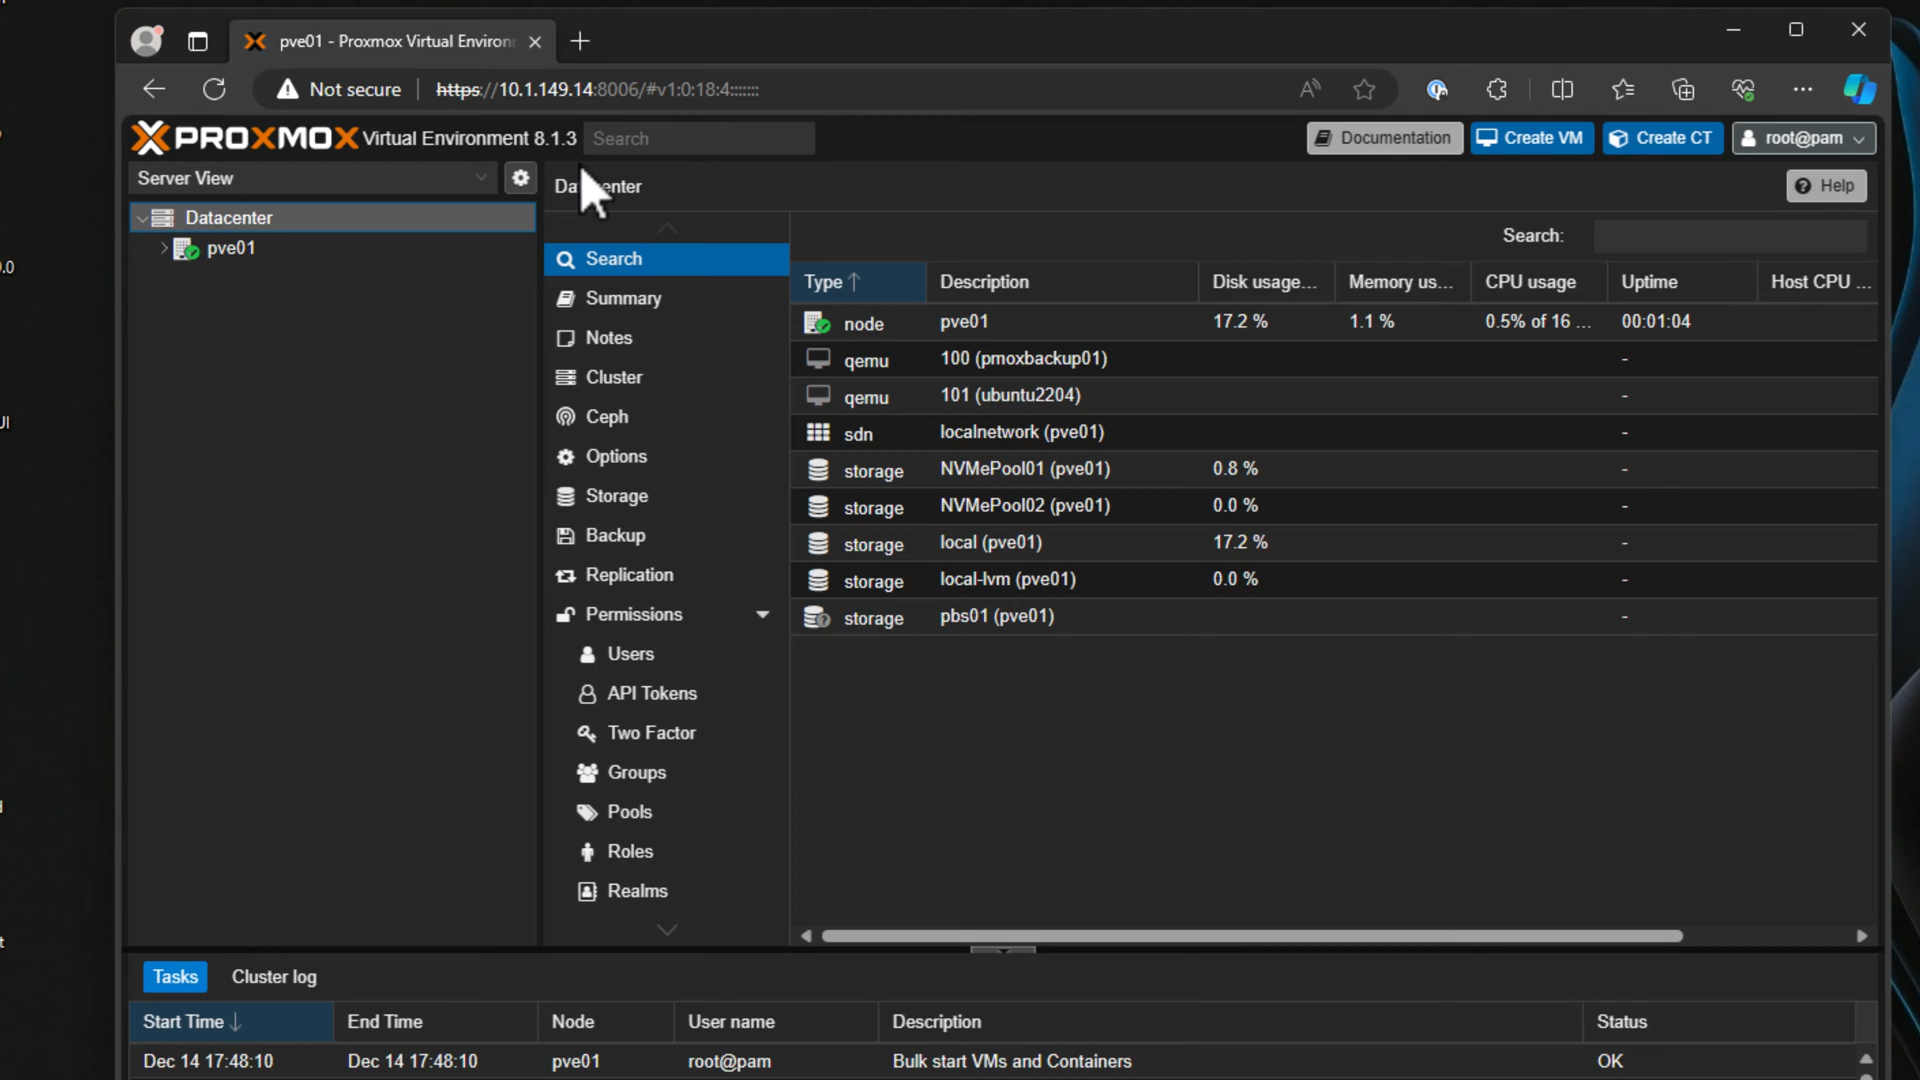 pve01 - Proxmox Virtual Environ
Not secure
https://10.1.149.14:8006/#v1:0:18:4:::::::
PROXMOX Virtual Environment 8.1.3
Search
Documentation
Create VM
Create CT
root@pam
Server View
Datacenter
pve01
Help
Search
Summary
Notes
Cluster
Ceph
Options
Storage
Backup
Replication
Permissions
Users
API Tokens
Two Factor
Groups
Pools
Roles
Realms
Search:
Type Description Disk usage... Memory us... CPU usage Uptime Host CPU ...
node pve01 17.2 % 1.1 % 0.5% of 16 ... 00:01:04
qemu 100 (pmoxbackup01) -
qemu 101 (ubuntu2204) -
sdn localnetwork (pve01) -
storage NVMePool01 (pve01) 0.8 % -
storage NVMePool02 (pve01) 0.0 % -
storage local (pve01) 17.2 % -
storage local-lvm (pve01) 0.0 % -
storage pbs01 (pve01) -
Tasks Cluster log
Start Time End Time Node User name Description Status
Dec 14 17:48:10 Dec 14 17:48:10 pve01 root@pam Bulk start VMs and Containers OK